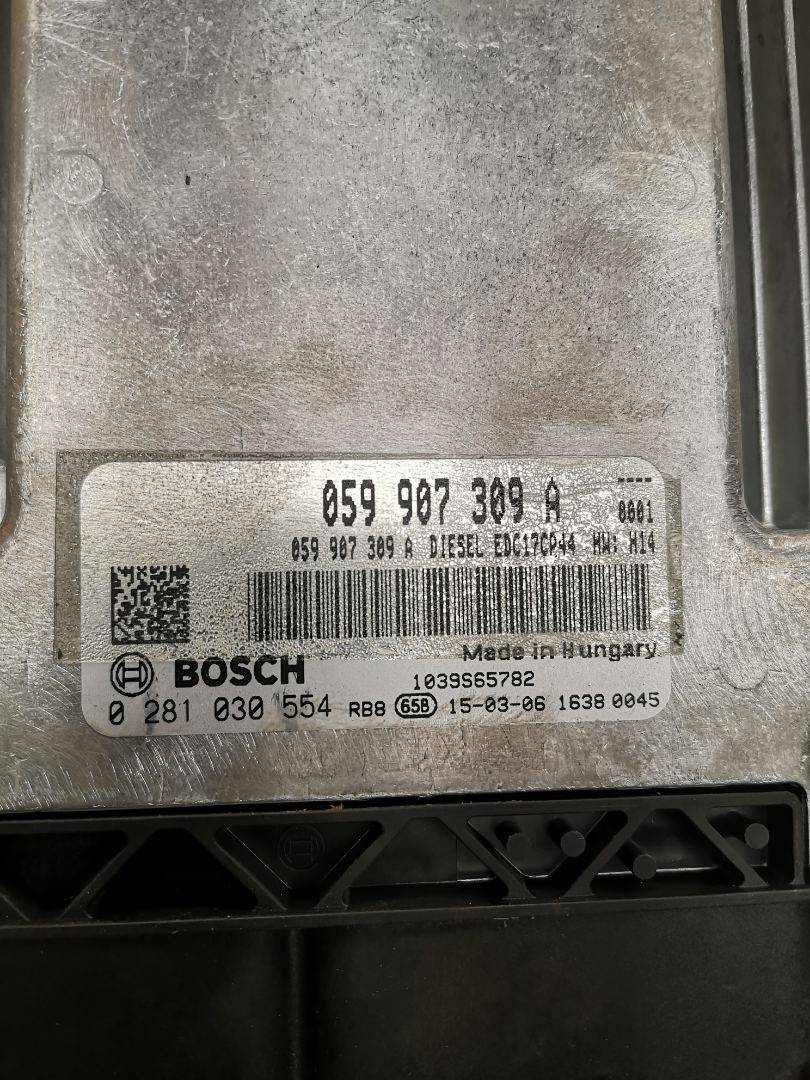 059 907 309 A ----
0001
059 907 309 A DIESEL EDC17CP44 HW: H14
Made in Hungary
BOSCH
1039S65782
0 281 030 554 RB8 65B 15-03-06 1638 0045